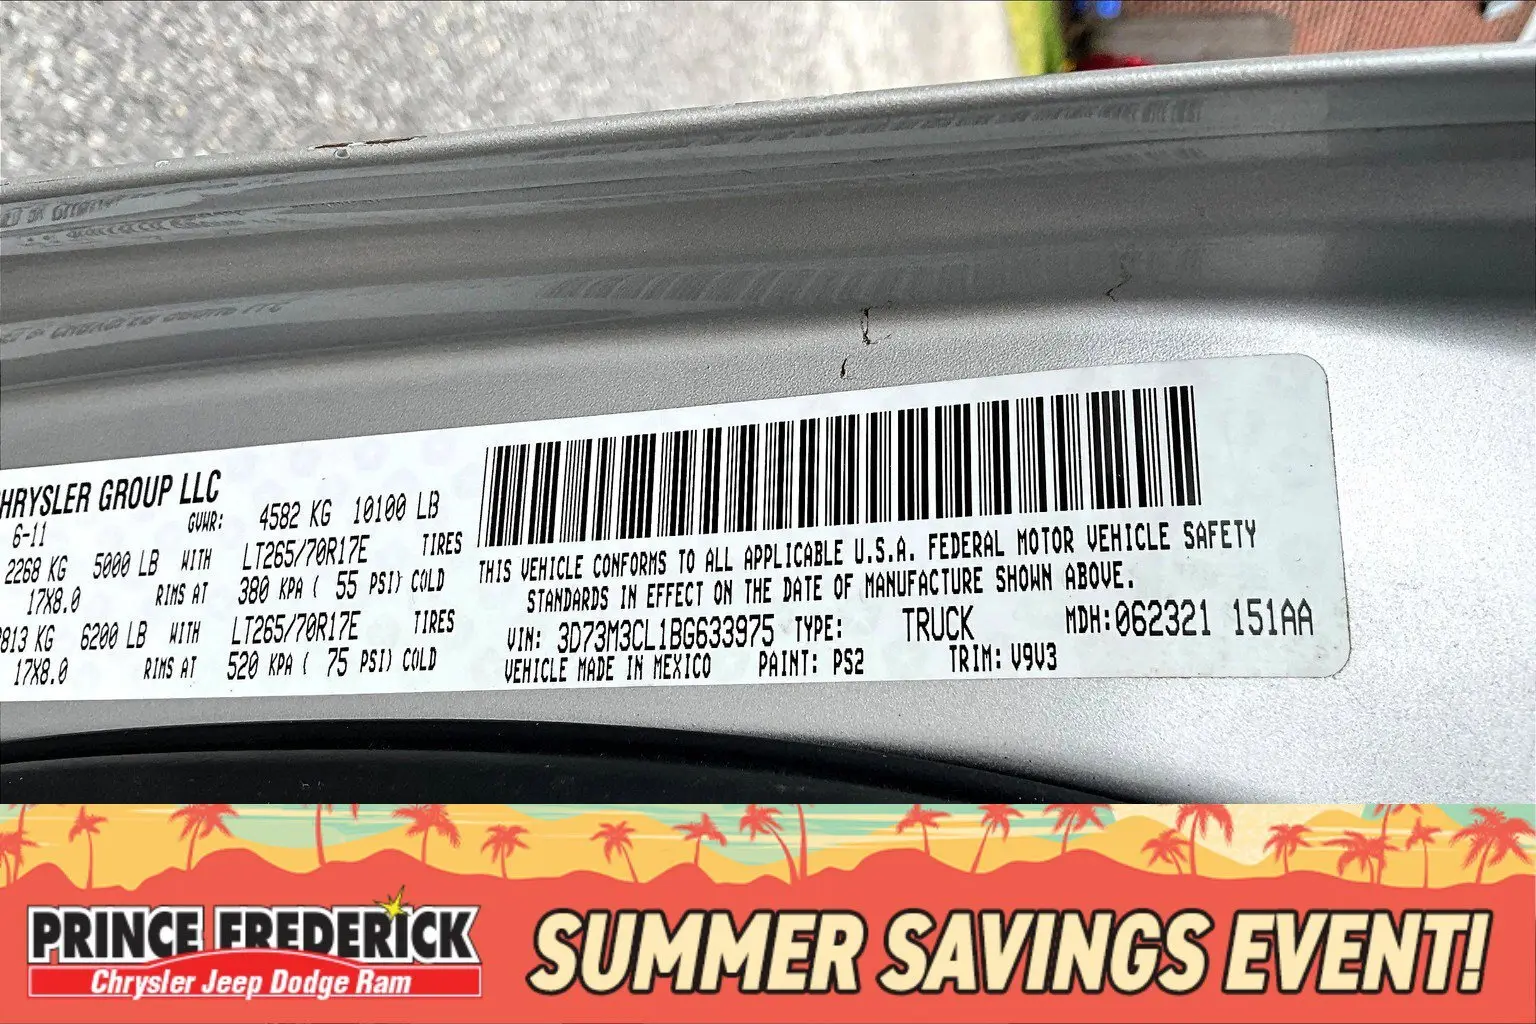 HRYSLER GROUP LLC
6-11 GVWR: 4582 KG 10100 LB
2268 KG 5000 LB WITH LT265/70R17E TIRES
17X8.0 RIMS AT 380 KPA ( 55 PSI) COLD
813 KG 6200 LB WITH LT265/70R17E TIRES
17X8.0 RIMS AT 520 KPA ( 75 PSI) COLD
THIS VEHICLE CONFORMS TO ALL APPLICABLE U.S.A. FEDERAL MOTOR VEHICLE SAFETY
STANDARDS IN EFFECT ON THE DATE OF MANUFACTURE SHOWN ABOVE.
VIN: 3D73M3CL1BG633975 TYPE: TRUCK MDH:062321 151AA
VEHICLE MADE IN MEXICO PAINT: PS2 TRIM: V9V3
PRINCE FREDERICK
Chrysler Jeep Dodge Ram
SUMMER SAVINGS EVENT!